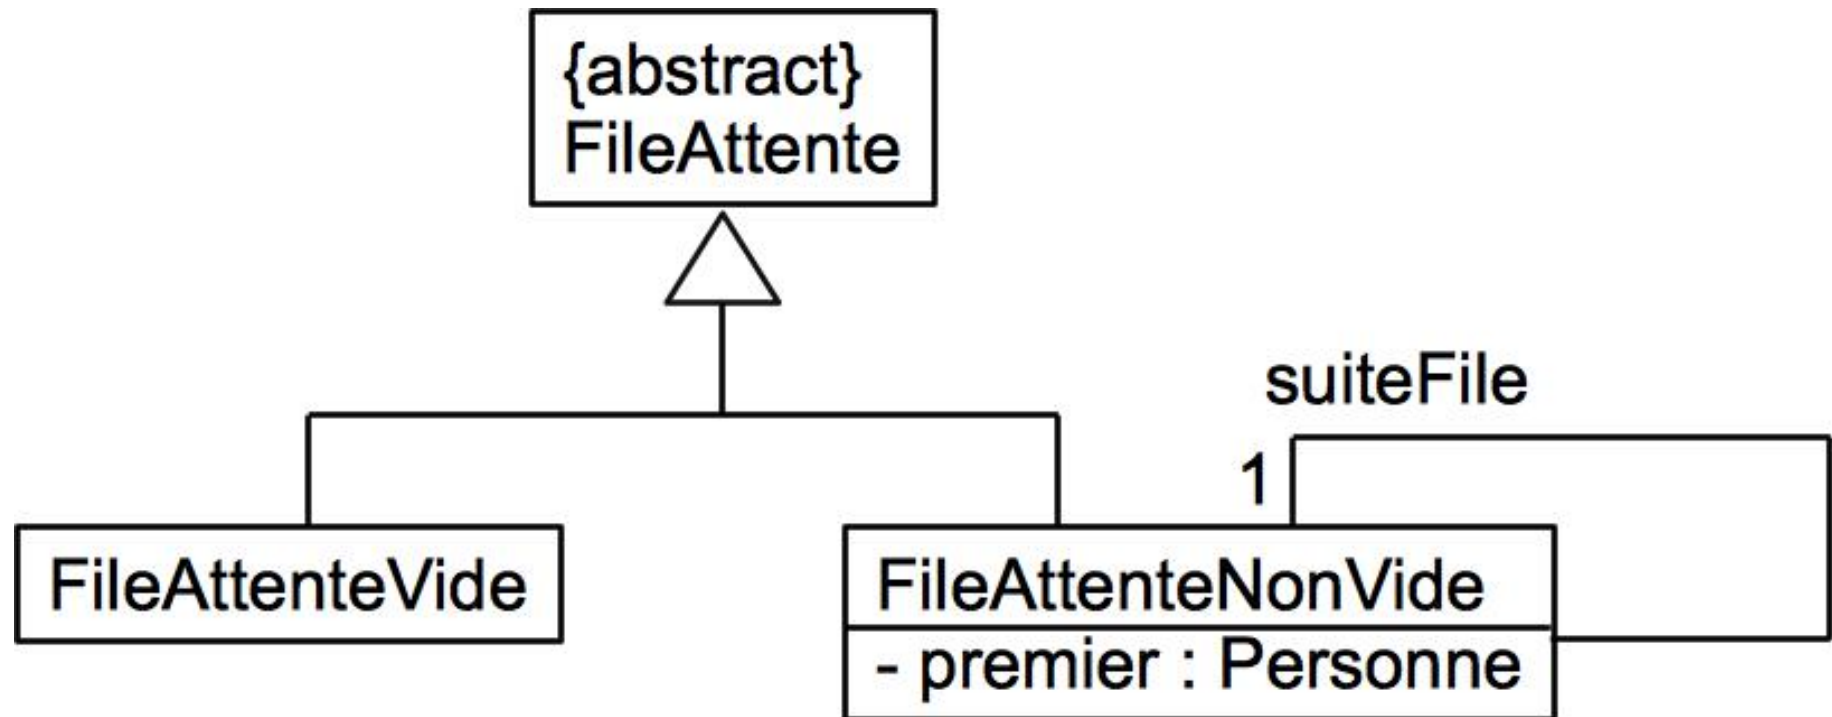 {abstract}
FileAttente
suiteFile
1
FileAttenteVide
FileAttenteNonVide
- premier : Personne